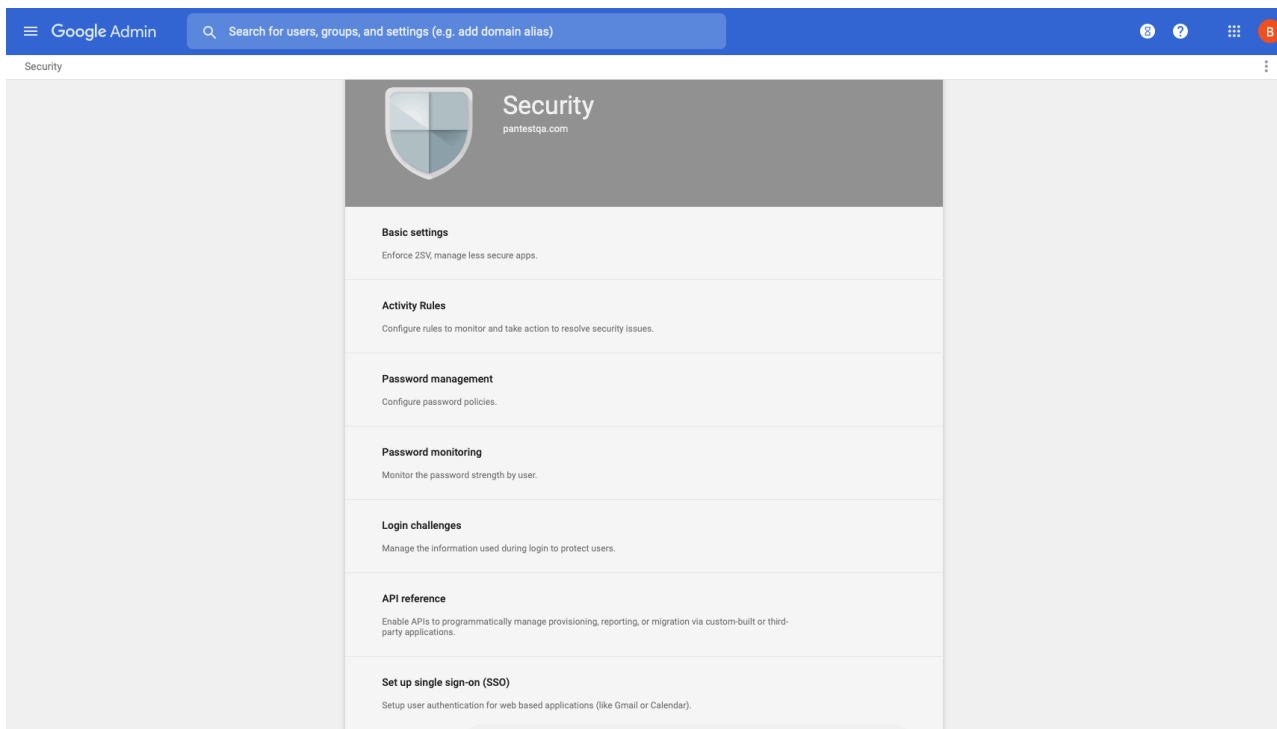 Google Admin
Search for users, groups, and settings (e.g. add domain alias)
8
?
B
Security
Security
pantestqa.com
Basic settings
Enforce 2SV, manage less secure apps.
Activity Rules
Configure rules to monitor and take action to resolve security issues.
Password management
Configure password policies.
Password monitoring
Monitor the password strength by user.
Login challenges
Manage the information used during login to protect users.
API reference
Enable APIs to programmatically manage provisioning, reporting, or migration via custom-built or third-
party applications.
Set up single sign-on (SSO)
Setup user authentication for web based applications (like Gmail or Calendar).